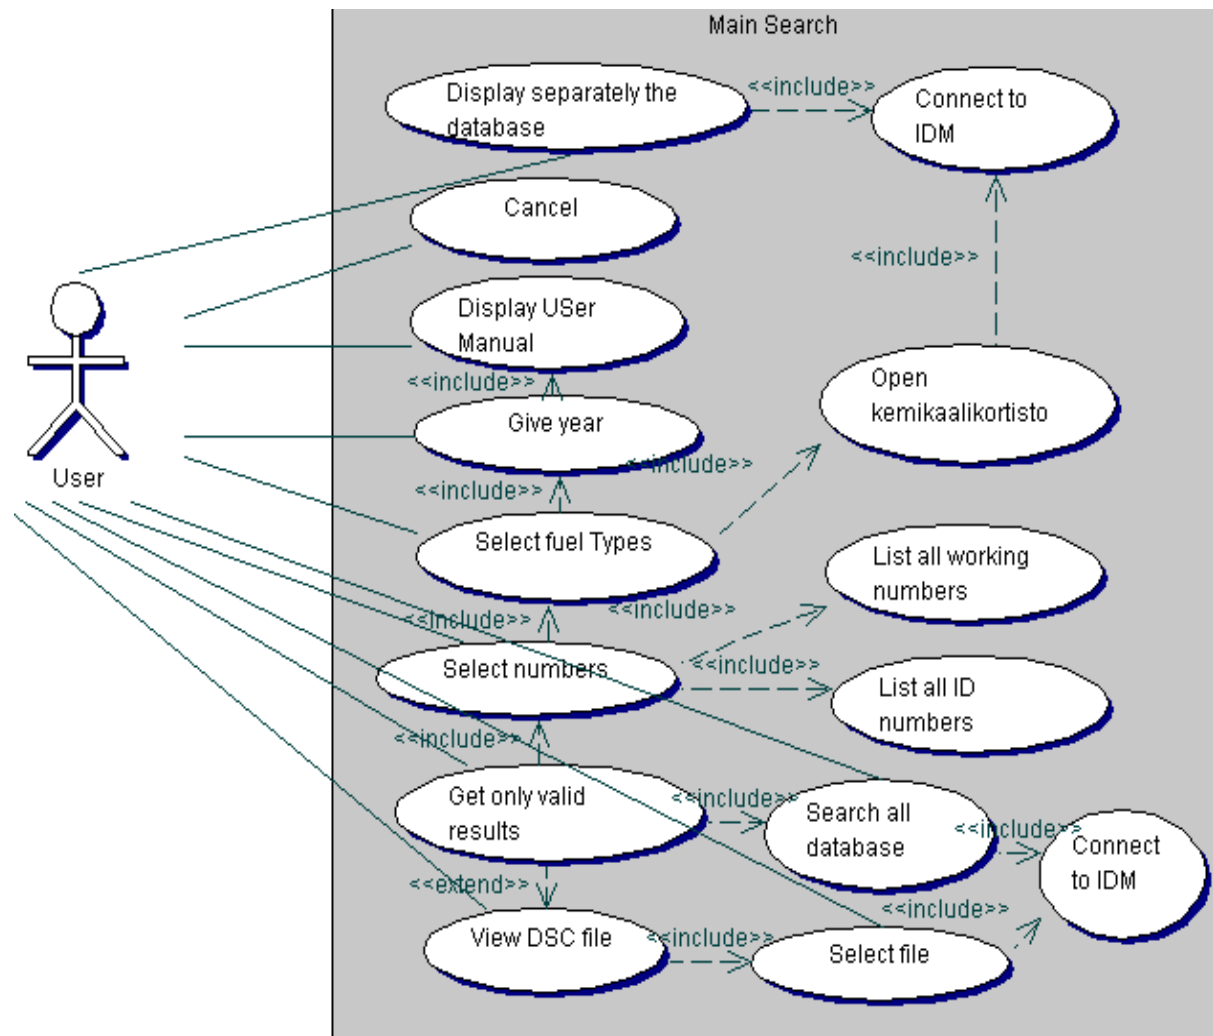 Main Search
Display separately the
database
<<include>>
Connect to
IDM
Cancel
<<include>>
Display USer
Manual
<<include>>
Open
kemikaalikortisto
Give year
<<include>>
User
<<include>>
Select fuel Types
List all working
numbers
<<include>>
<<include>>
Select numbers
<<include>>
List all ID
numbers
<<include>>
Get only valid
results
<<include>>
Search all
database
<<include>>
Connect
to IDM
<<extend>>
<<include>>
View DSC file
<<include>>
Select file